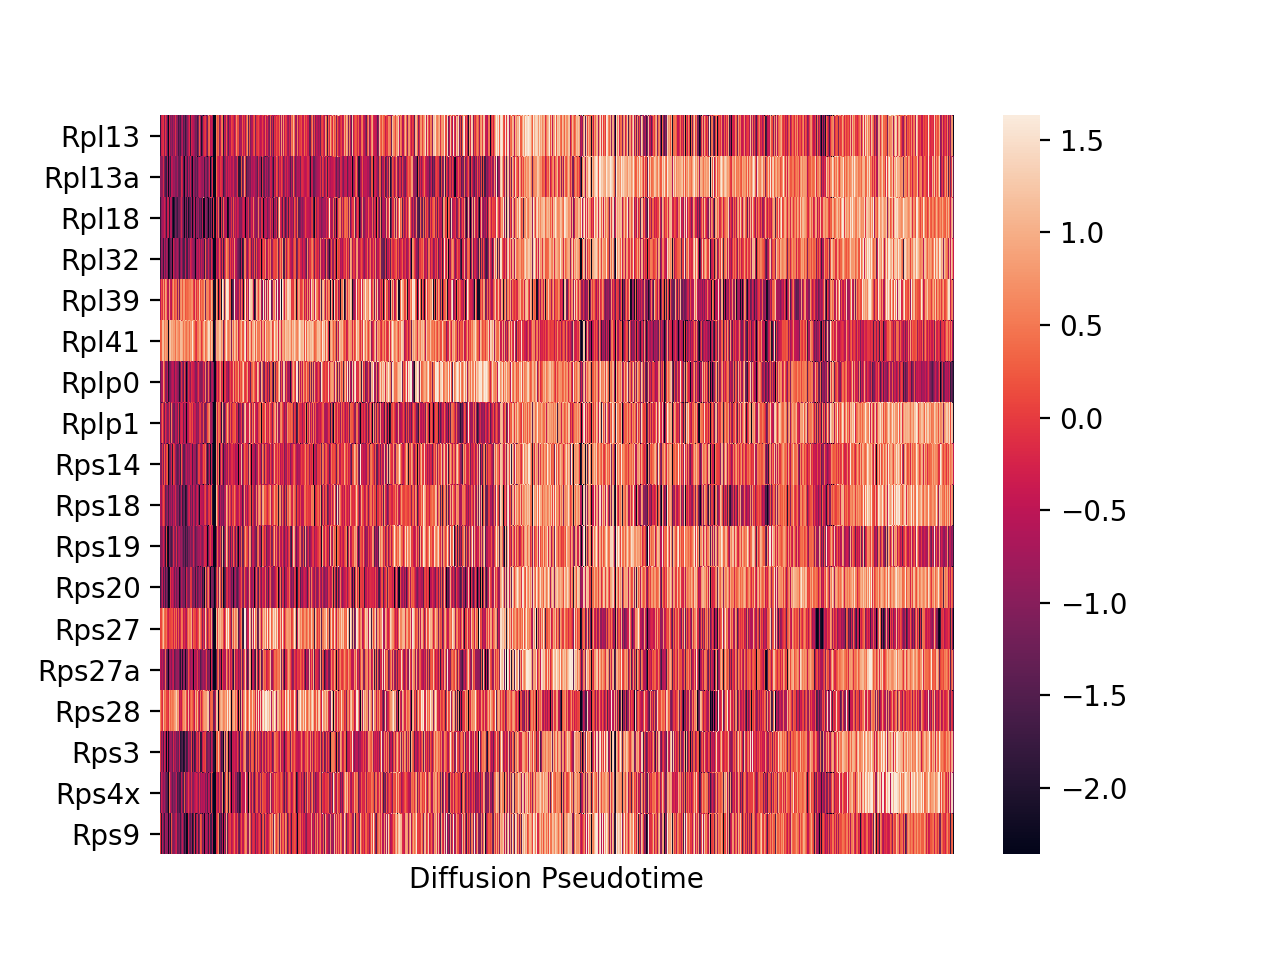 Rpl13
Rpl13a
Rpl18
Rpl32
Rpl39
Rpl41
Rplp0
Rplp1
Rps14
Rps18
Rps19
Rps20
Rps27
Rps27a
Rps28
Rps3
Rps4x
Rps9
Diffusion Pseudotime
1.5
1.0
0.5
0.0
−0.5
−1.0
−1.5
−2.0